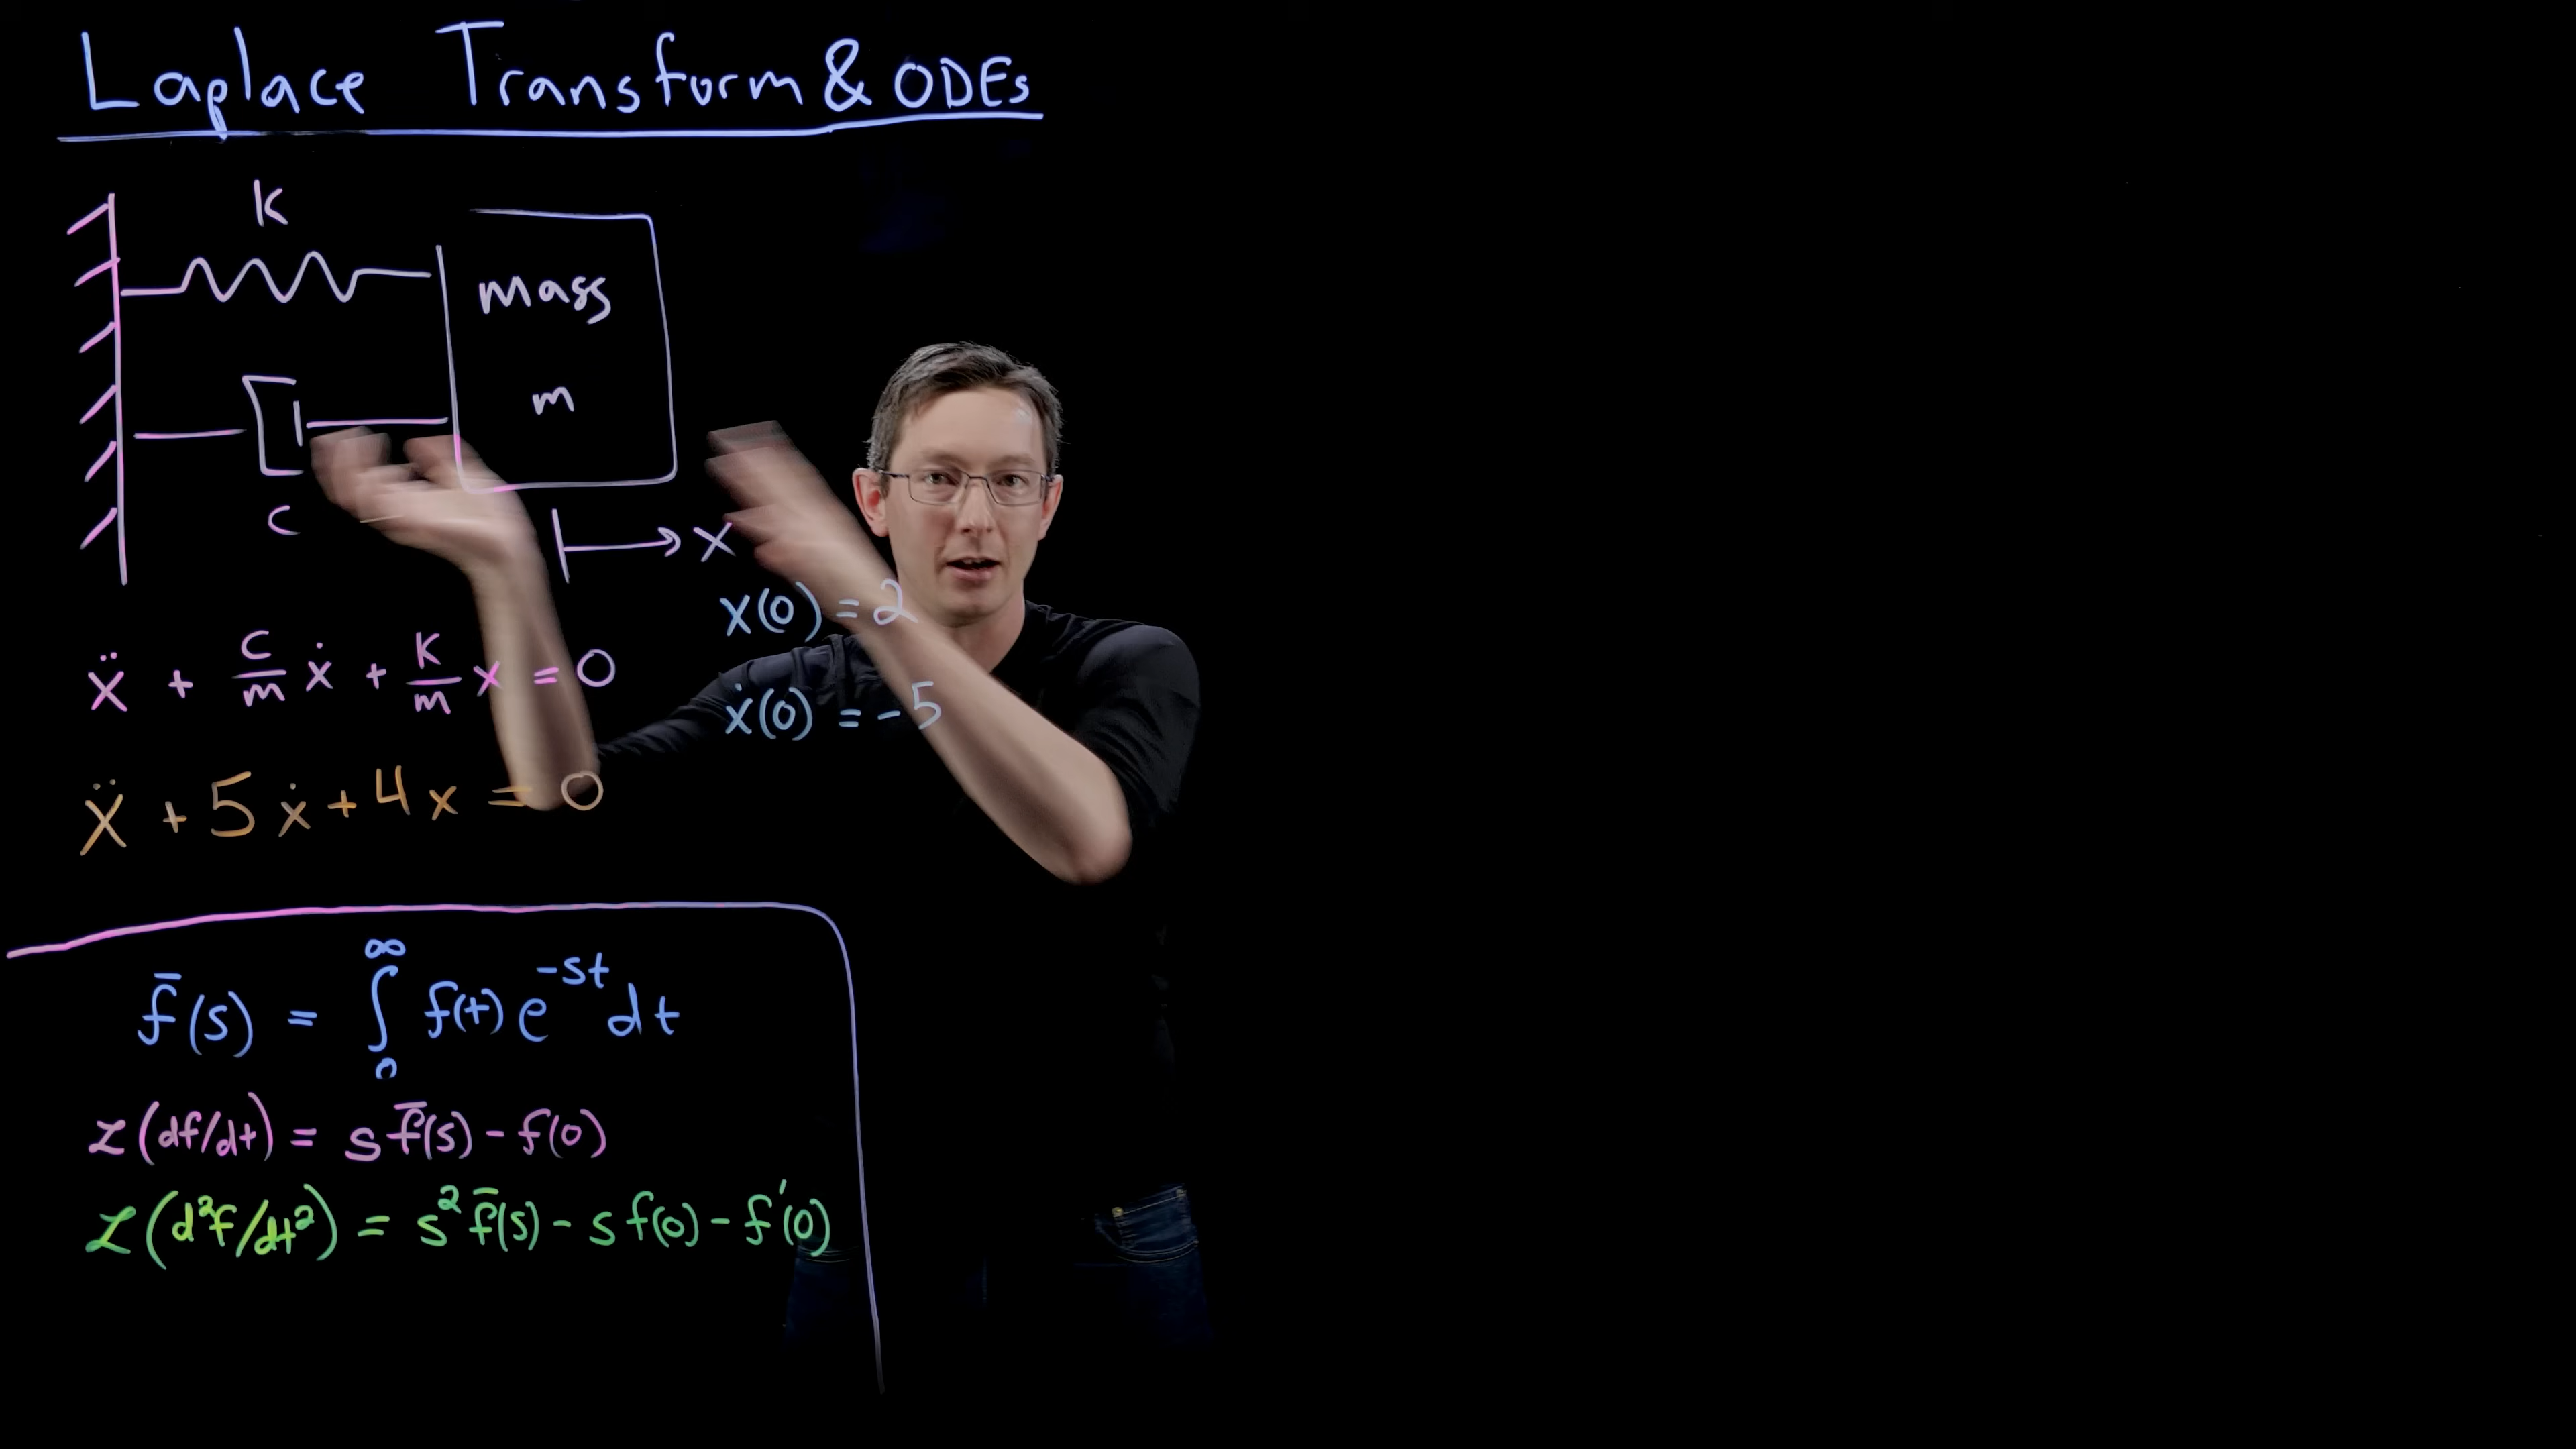 Laplace Transform & ODEs
K
mass
m
c
x
x(0) = 2
ẋ(0) = -5
ẍ + c/m ẋ + k/m x = 0
ẍ + 5ẋ + 4x = 0
f̄(s) = ∫₀^∞ f(t) e^{-st} dt
ℒ(df/dt) = s f̄(s) - f(0)
ℒ(d²f/dt²) = s² f̄(s) - s f(0) - f'(0)